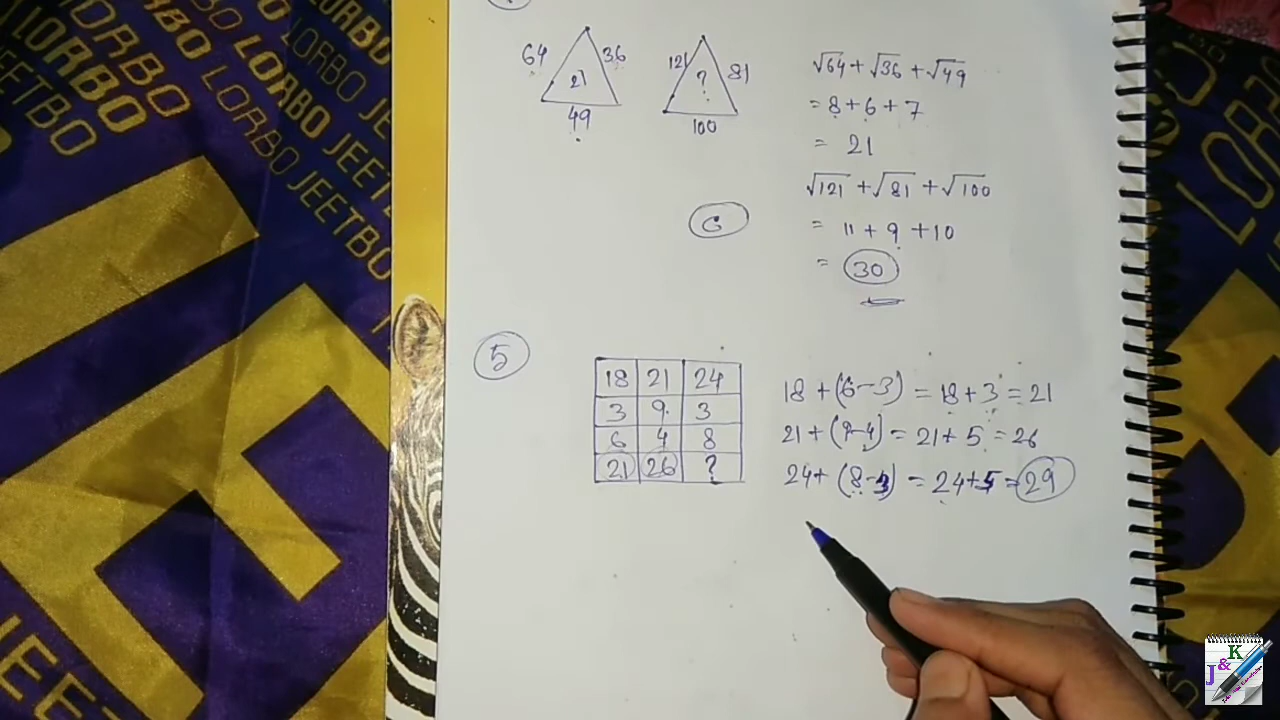 64 36
21
49
121 81
?
100
√64 + √36 + √49
= 8 + 6 + 7
= 21
√121 + √81 + √100
= 11 + 9 + 10
= 30
C
5
18 21 24
3 9 3
6 4 8
21 26 ?
18 + (6-3) = 18 + 3 = 21
21 + (9-4) = 21 + 5 = 26
24 + (8-3) = 24 + 5 = 29
LORBO JEETBO
LORBO
JEETBO
J&K